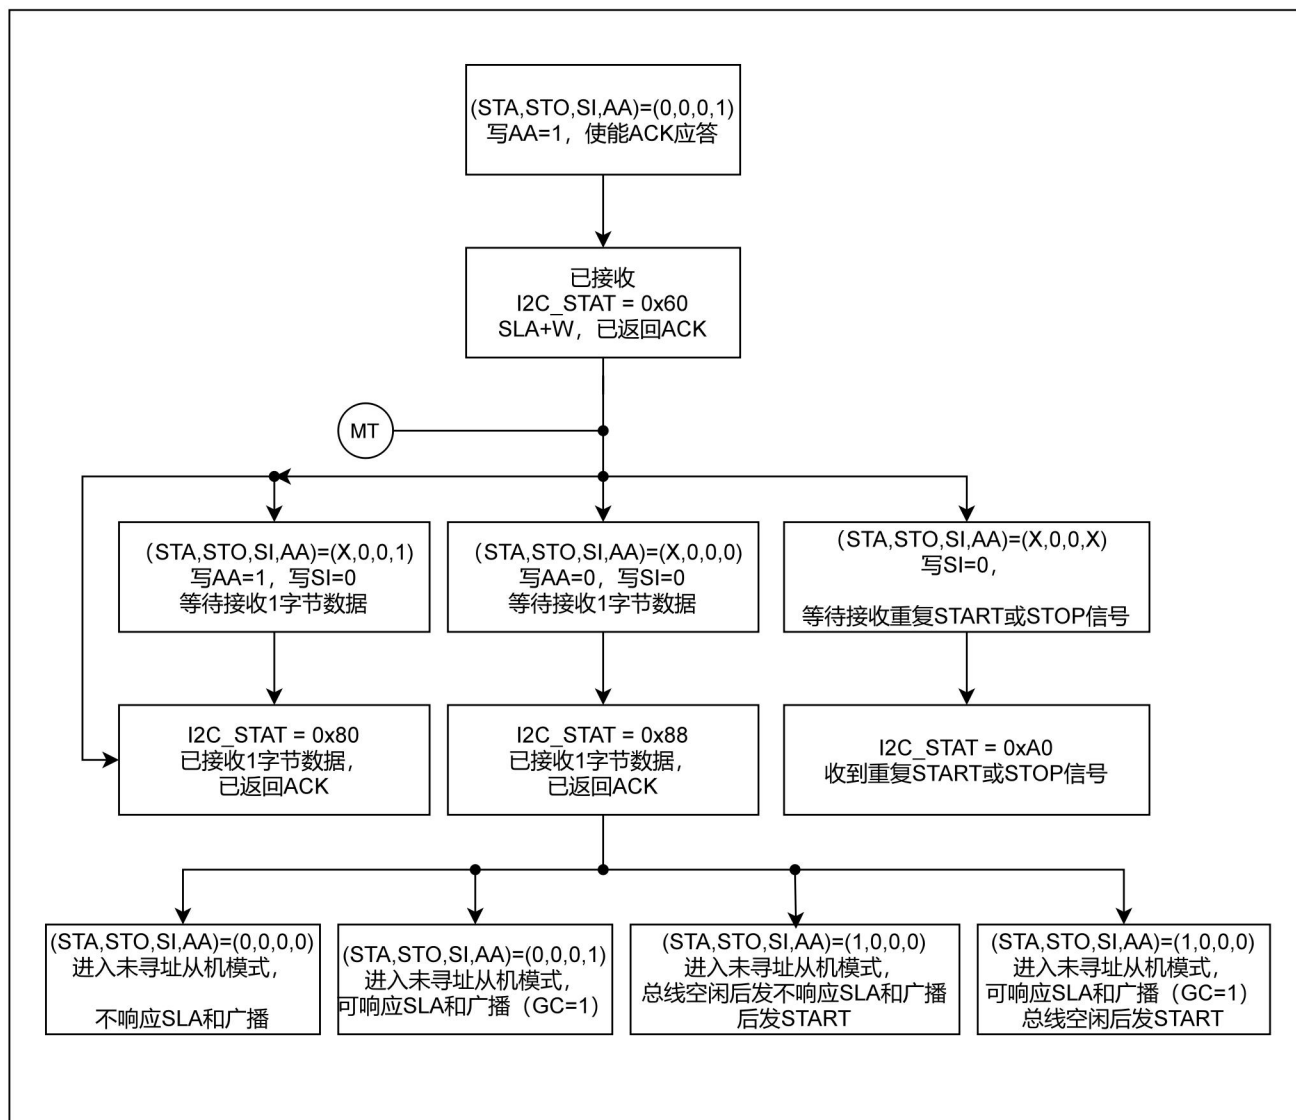 (STA,STO,SI,AA)=(0,0,0,1)
写AA=1，使能ACK应答
已接收
I2C_STAT = 0x60
SLA+W，已返回ACK
MT
（STA,STO,SI,AA)=(X,0,0,1)
写AA=1，写SI=0
等待接收1字节数据
（STA,STO,SI,AA)=(X,0,0,0)
写AA=0，写SI=0
等待接收1字节数据
（STA,STO,SI,AA)=(X,0,0,X)
写SI=0，
等待接收重复START或STOP信号
I2C_STAT = 0x80
已接收1字节数据，
已返回ACK
I2C_STAT = 0x88
已接收1字节数据，
已返回ACK
I2C_STAT = 0xA0
收到重复START或STOP信号
(STA,STO,SI,AA)=(0,0,0,0)
进入未寻址从机模式，
不响应SLA和广播
(STA,STO,SI,AA)=(0,0,0,1)
进入未寻址从机模式，
可响应SLA和广播（GC=1）
(STA,STO,SI,AA)=(1,0,0,0)
进入未寻址从机模式，
总线空闲后发不响应SLA和广播
后发START
(STA,STO,SI,AA)=(1,0,0,0)
进入未寻址从机模式，
可响应SLA和广播（GC=1）
总线空闲后发START